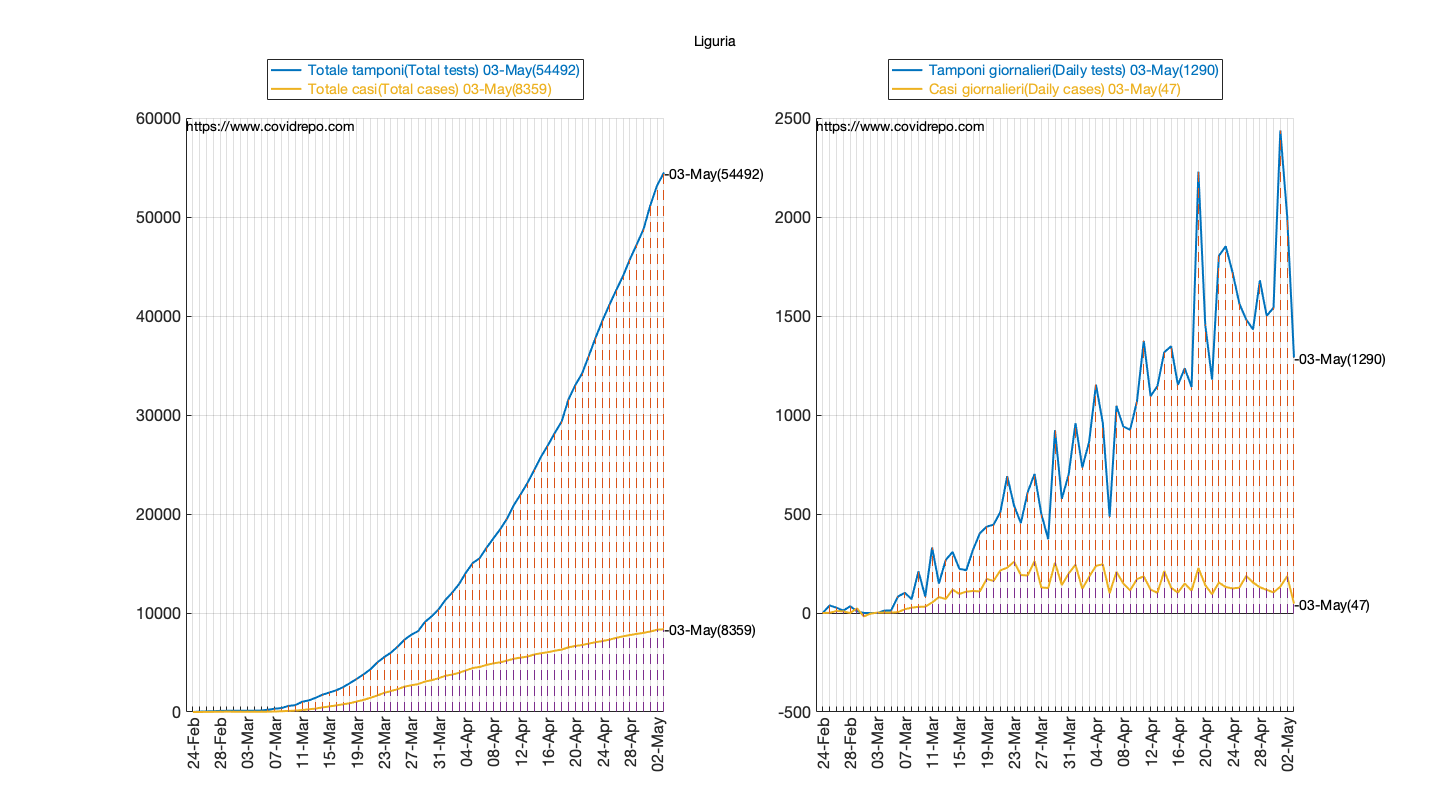 Liguria
Totale tamponi(Total tests) 03-May(54492)
Totale casi(Total cases) 03-May(8359)
https://www.covidrepo.com
60000
50000
40000
30000
20000
10000
0
03-May(54492)
03-May(8359)
24-Feb
28-Feb
03-Mar
07-Mar
11-Mar
15-Mar
19-Mar
23-Mar
27-Mar
31-Mar
04-Apr
08-Apr
12-Apr
16-Apr
20-Apr
24-Apr
28-Apr
02-May
Tamponi giornalieri(Daily tests) 03-May(1290)
Casi giornalieri(Daily cases) 03-May(47)
https://www.covidrepo.com
2500
2000
1500
1000
500
0
-500
03-May(1290)
03-May(47)
24-Feb
28-Feb
03-Mar
07-Mar
11-Mar
15-Mar
19-Mar
23-Mar
27-Mar
31-Mar
04-Apr
08-Apr
12-Apr
16-Apr
20-Apr
24-Apr
28-Apr
02-May